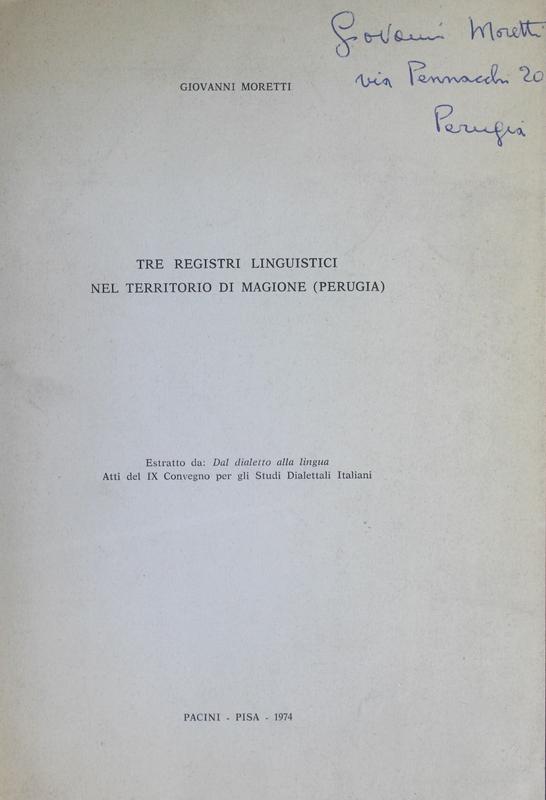 Giovanni Moretti
via Pennacchi 20
Perugia
GIOVANNI MORETTI
TRE REGISTRI LINGUISTICI
NEL TERRITORIO DI MAGIONE (PERUGIA)
Estratto da: Dal dialetto alla lingua
Atti del IX Convegno per gli Studi Dialettali Italiani
PACINI - PISA - 1974